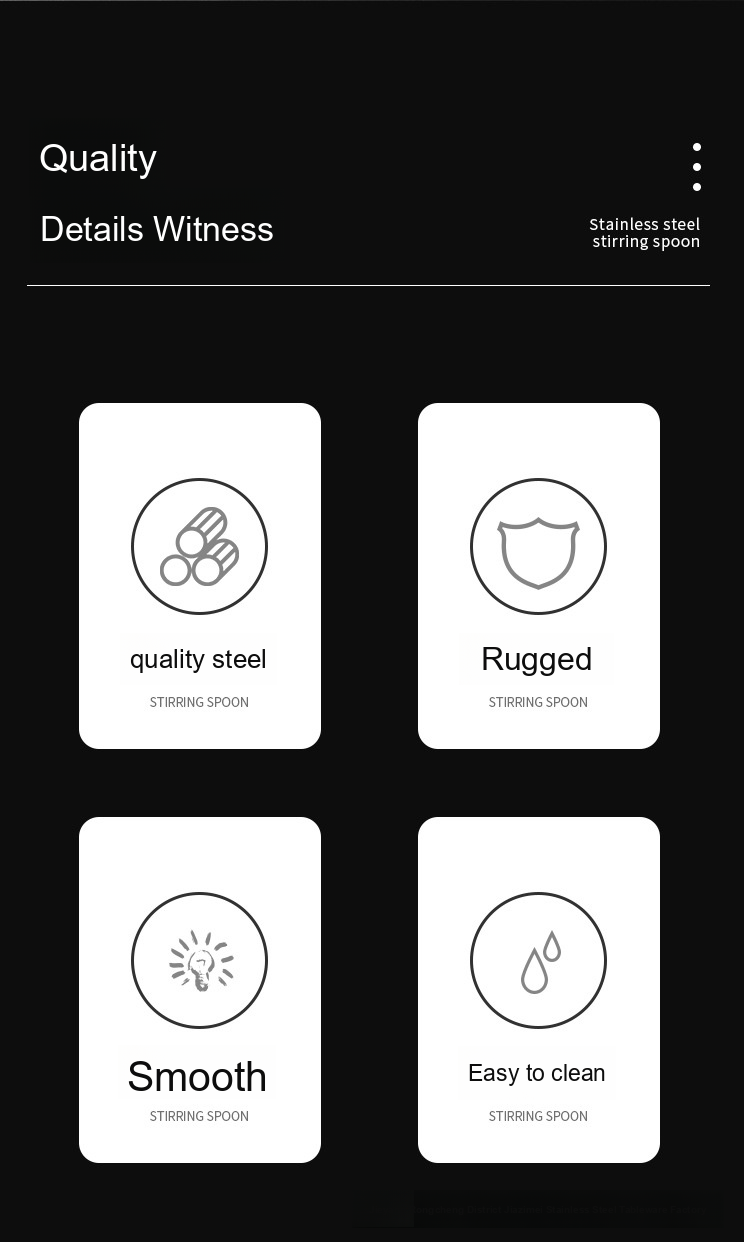 Quality
Details Witness
Stainless steel
stirring spoon
quality steel
STIRRING SPOON
Rugged
STIRRING SPOON
Smooth
STIRRING SPOON
Easy to clean
STIRRING SPOON